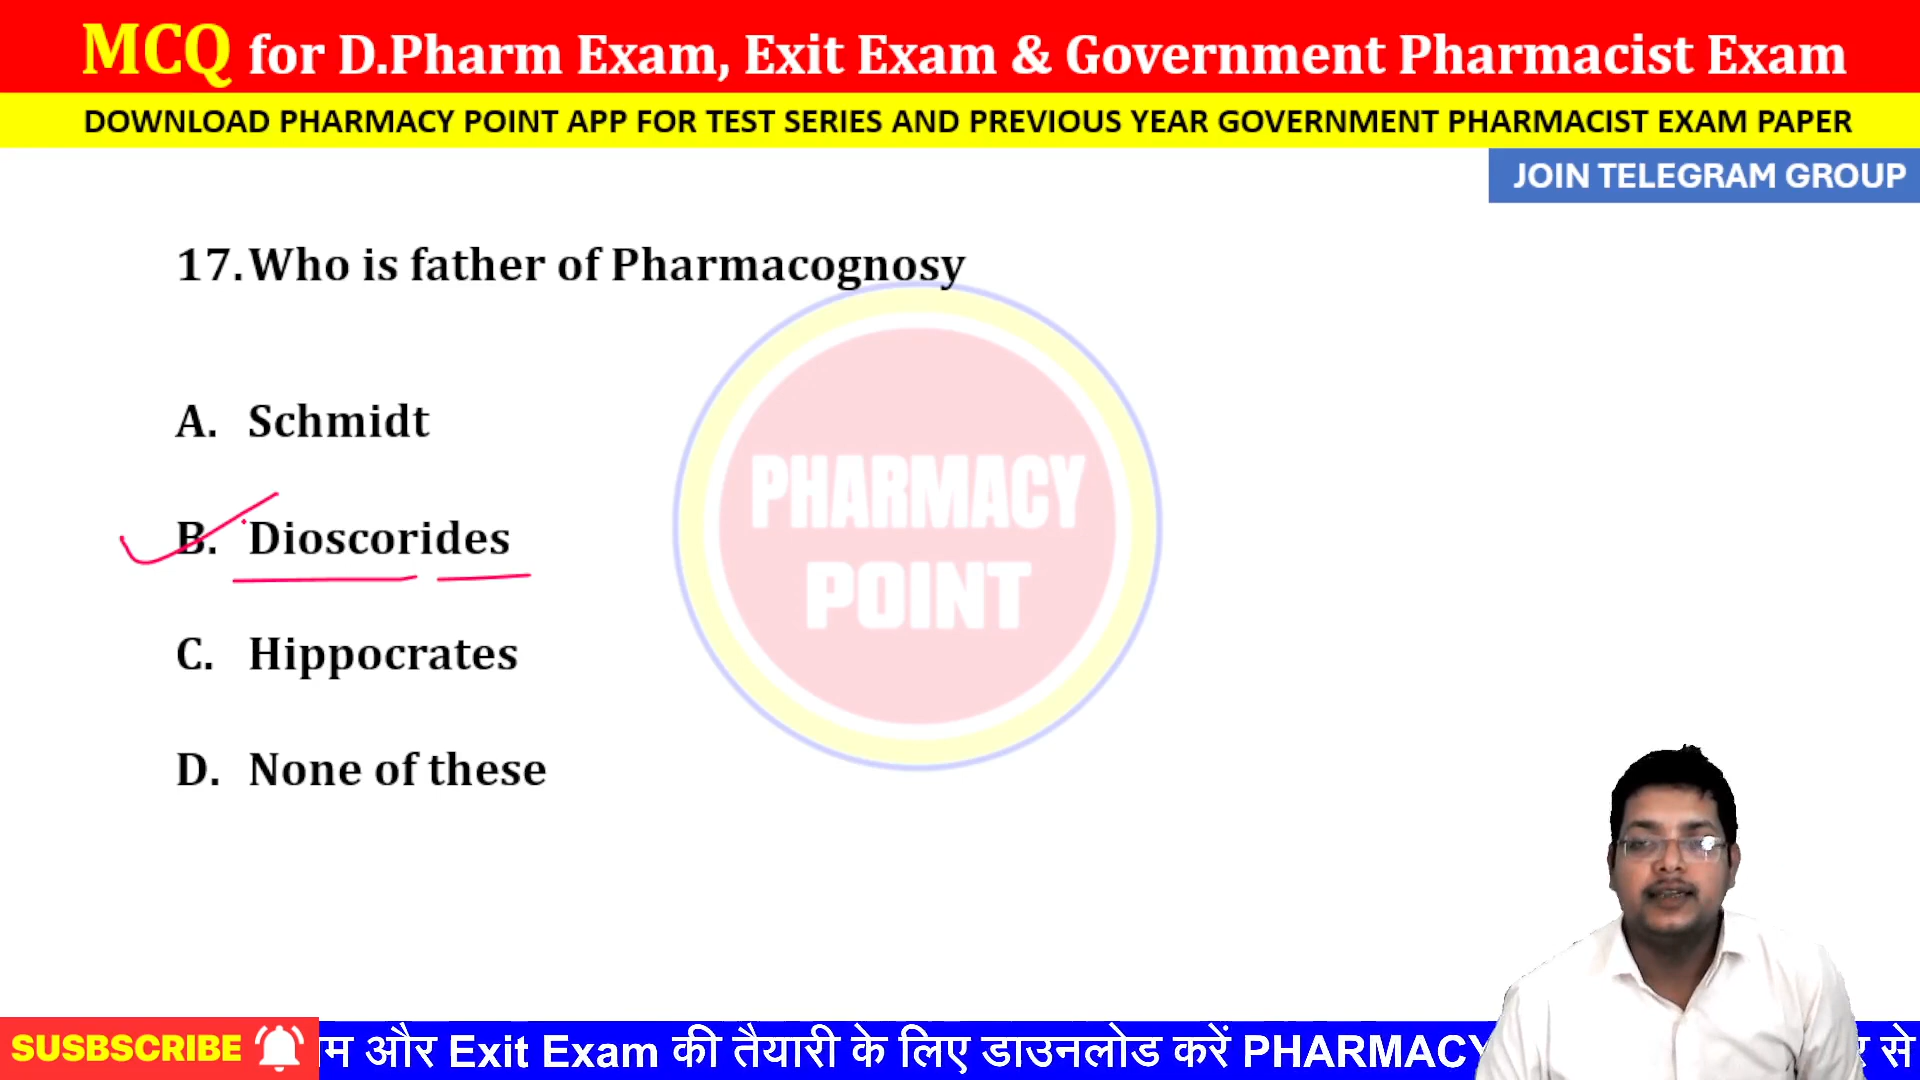 MCQ for D.Pharm Exam, Exit Exam & Government Pharmacist Exam
DOWNLOAD PHARMACY POINT APP FOR TEST SERIES AND PREVIOUS YEAR GOVERNMENT PHARMACIST EXAM PAPER
JOIN TELEGRAM GROUP
17. Who is father of Pharmacognosy
A. Schmidt
B. Dioscorides
C. Hippocrates
D. None of these
PHARMACY
POINT
SUSBSCRIBE
और Exit Exam की तैयारी के लिए डाउनलोड करें PHARMACY से